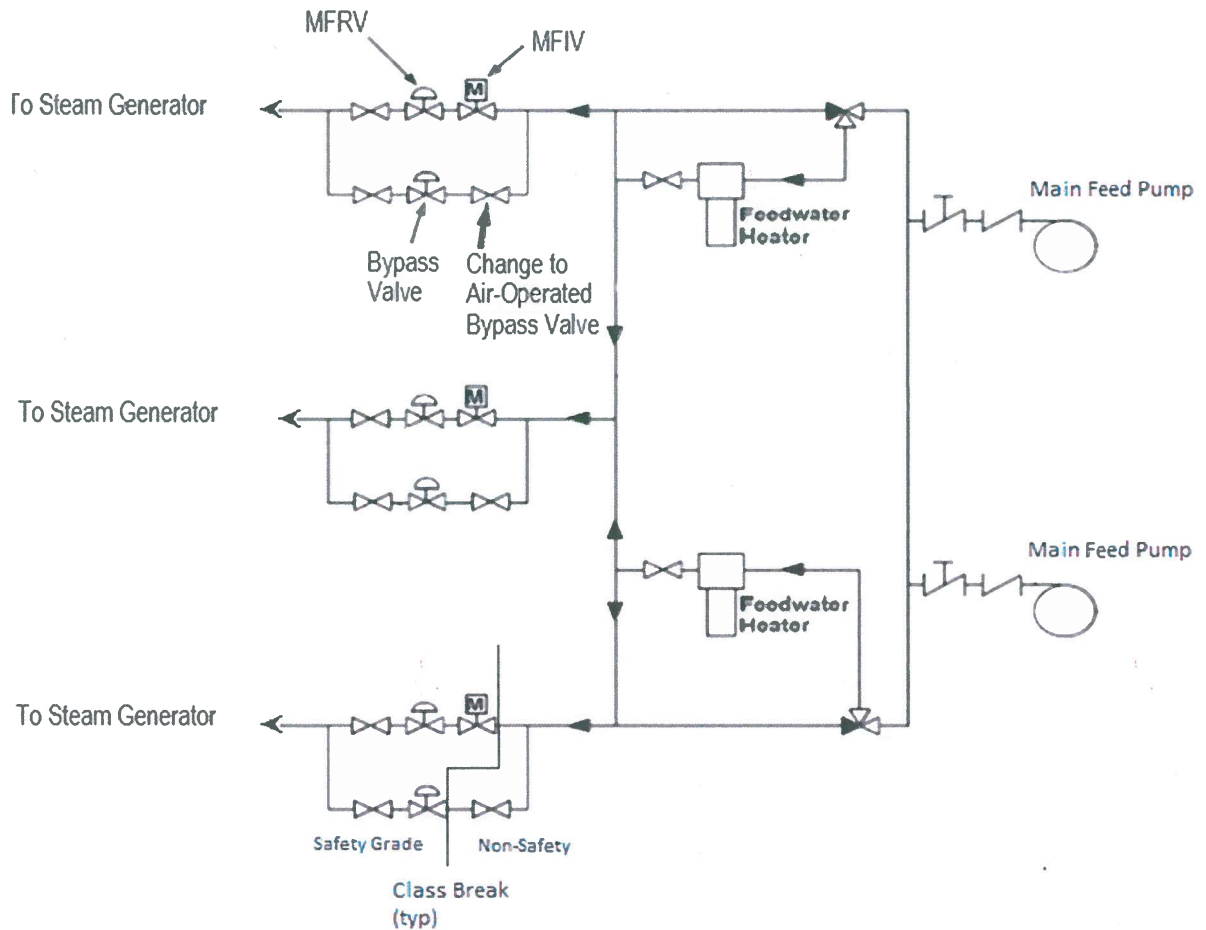 MFRV
MFIV
To Steam Generator
M
Main Feed Pump
Feedwater
Heater
Bypass
Valve
Change to
Air-Operated
Bypass Valve
To Steam Generator
M
Main Feed Pump
Feedwater
Heater
To Steam Generator
M
Safety Grade
Non-Safety
Class Break
(typ)